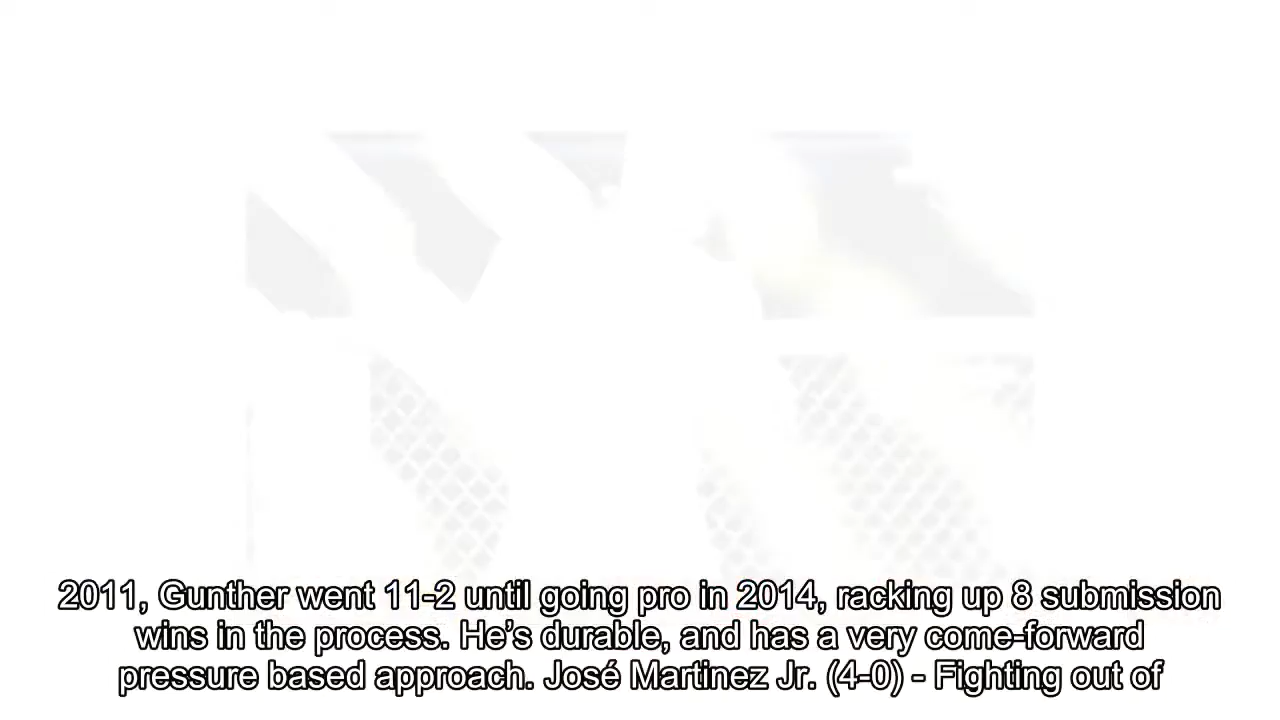 2011, Gunther went 11-2 until going pro in 2014, racking up 8 submission
wins in the process. He’s durable, and has a very come-forward
pressure based approach. José Martinez Jr. (4-0) - Fighting out of